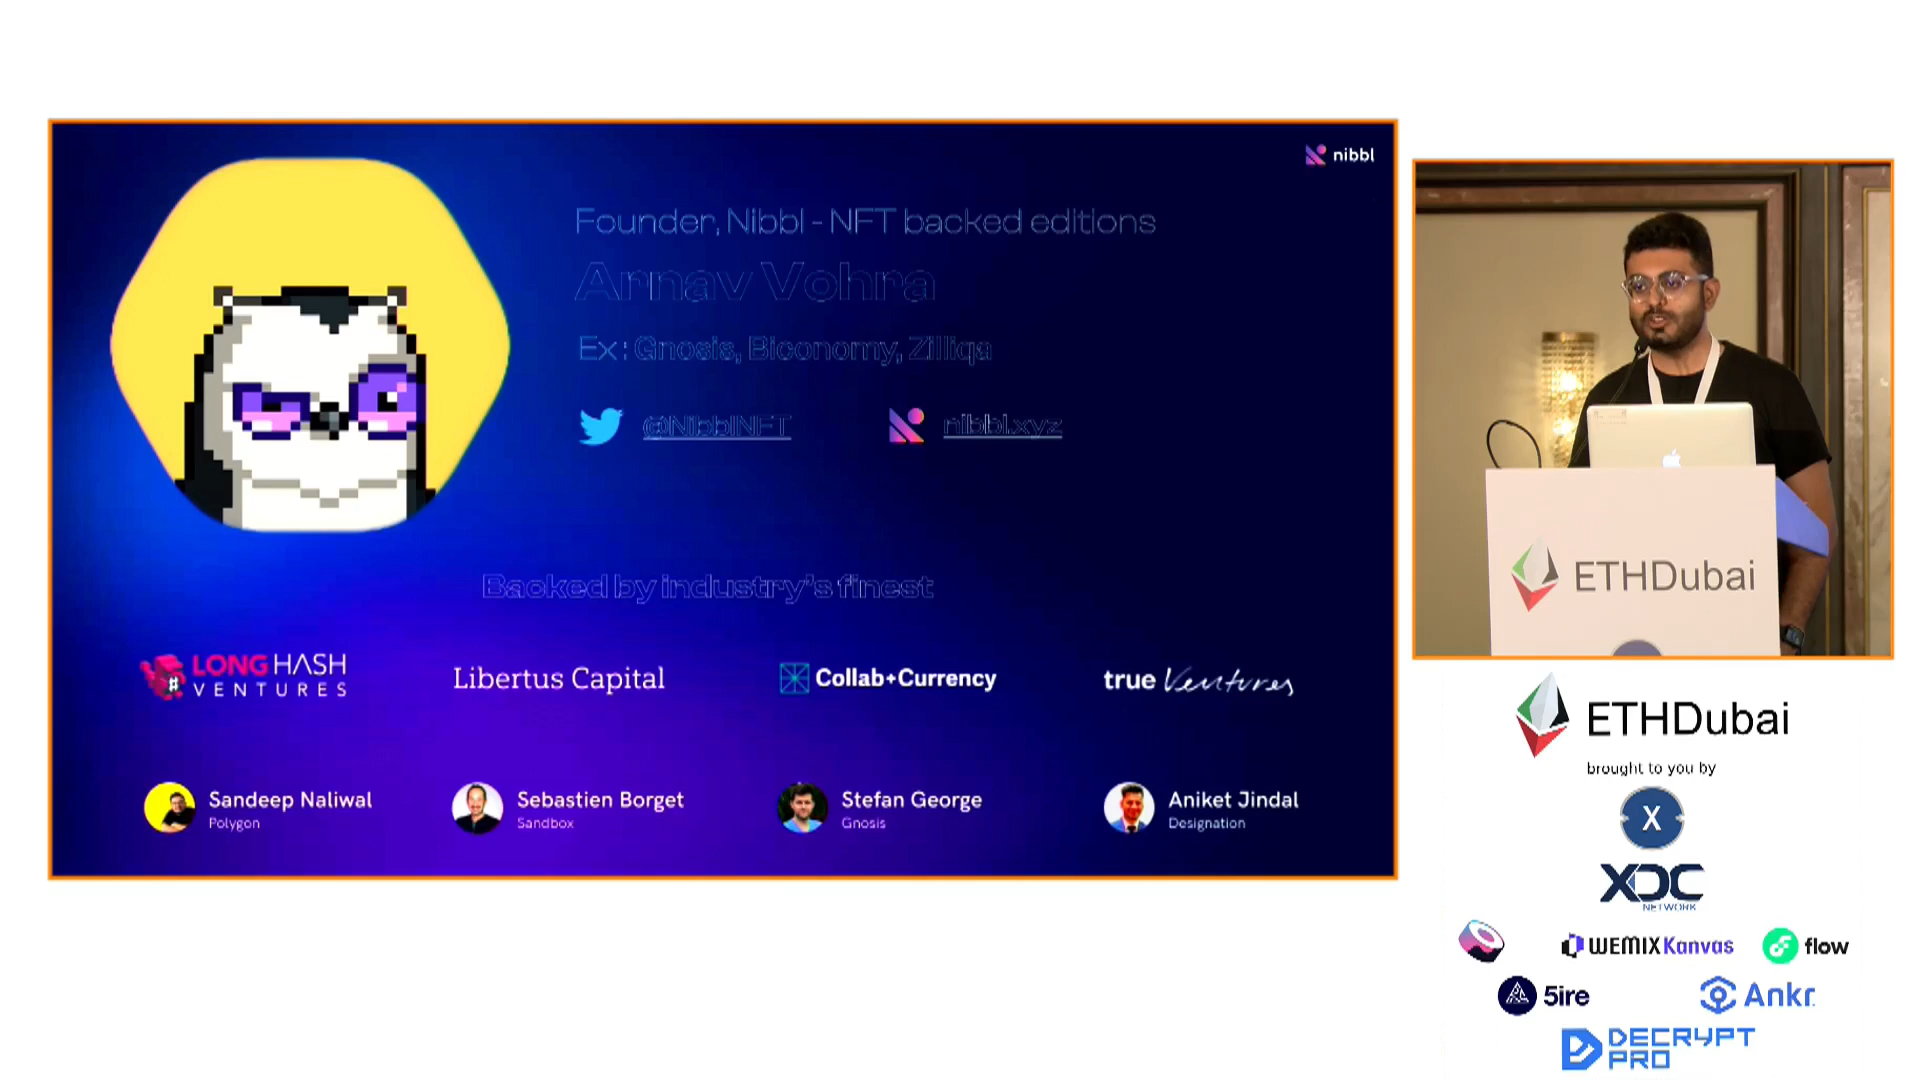 nibbl
Founder, Nibbl - NFT backed editions
Arnav Vohra
Ex : Gnosis, Biconomy, Zilliqa
@NibblNFT
nibbl.xyz
Backed by industry's finest
LONGHASH
VENTURES
Libertus Capital
Collab+Currency
true Ventures
Sandeep Naliwal
Polygon
Sebastien Borget
Sandbox
Stefan George
Gnosis
Aniket Jindal
Designation
ETHDubai
ETHDubai
brought to you by
X
XDC
NETWORK
WEMIX Kanvas
flow
5ire
Ankr
DECRYPT
PRO